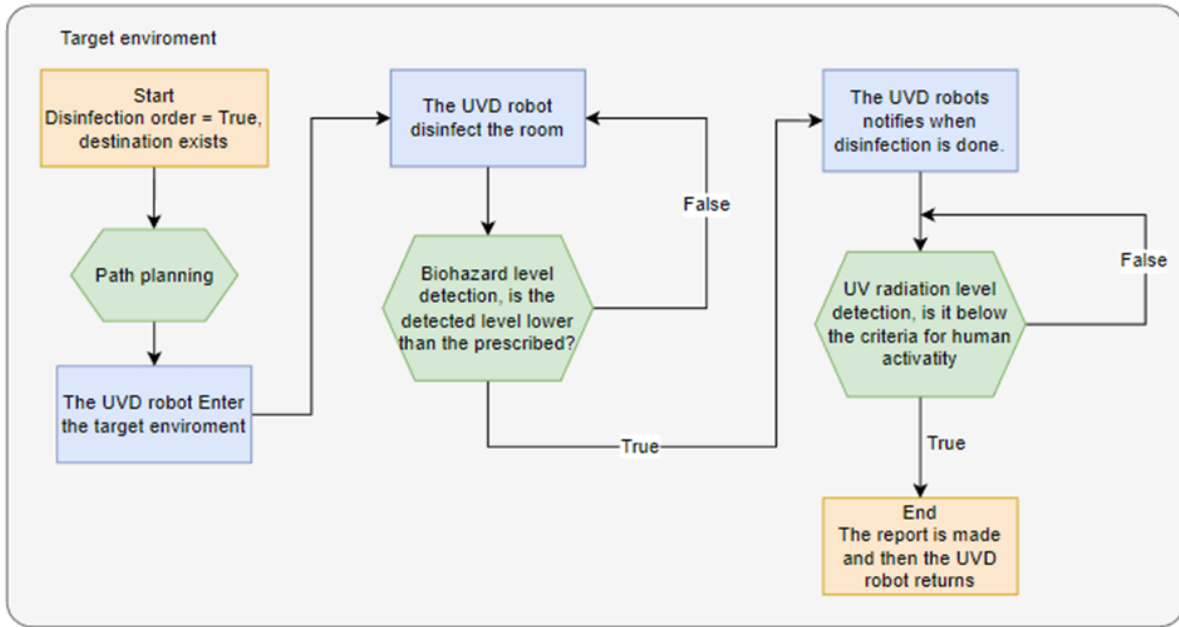 Target enviroment
Start
Disinfection order = True,
destination exists
Path planning
The UVD robot Enter
the target enviroment
The UVD robot
disinfect the room
False
Biohazard level
detection, is the
detected level lower
than the prescribed?
True
The UVD robots
notifies when
disinfection is done.
False
UV radiation level
detection, is it below
the criteria for human
activatity
True
End
The report is made
and then the UVD
robot returns